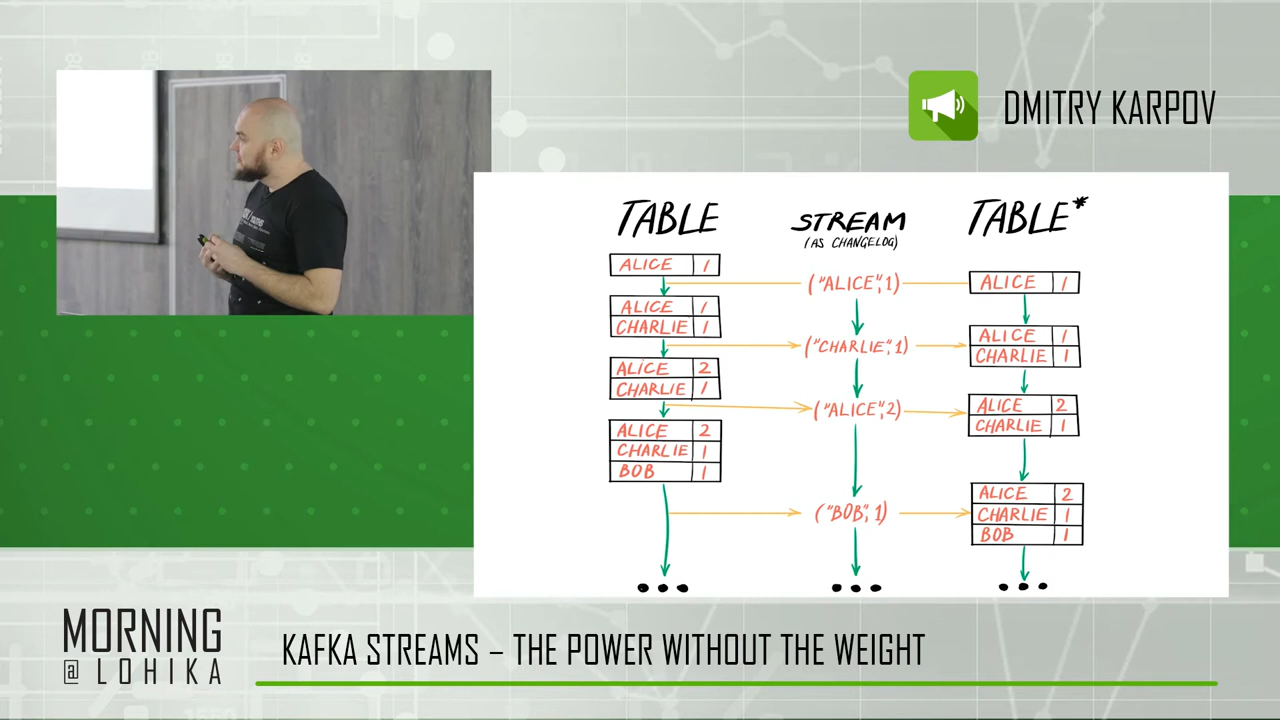 DMITRY KARPOV
TABLE
ALICE 1
ALICE 1
CHARLIE 1
ALICE 2
CHARLIE 1
ALICE 2
CHARLIE 1
BOB 1
STREAM
(AS CHANGELOG)
("ALICE", 1)
("CHARLIE", 1)
("ALICE", 2)
("BOB", 1)
TABLE*
ALICE 1
ALICE 1
CHARLIE 1
ALICE 2
CHARLIE 1
ALICE 2
CHARLIE 1
BOB 1
MORNING
@ LOHIKA
KAFKA STREAMS – THE POWER WITHOUT THE WEIGHT